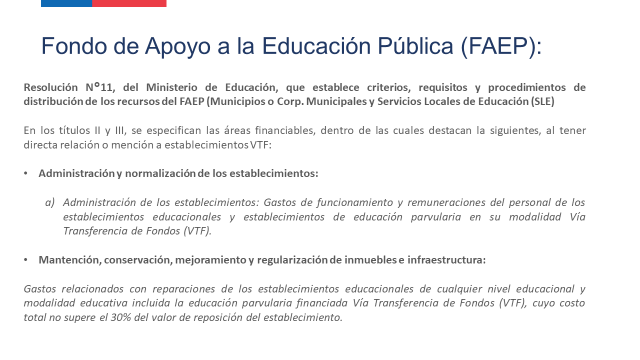 Fondo de Apoyo a la Educación Pública (FAEP):
Resolución N°11, del Ministerio de Educación, que establece criterios, requisitos y procedimientos de
distribución de los recursos del FAEP (Municipios o Corp. Municipales y Servicios Locales de Educación (SLE)
En los títulos II y III, se especifican las áreas financiables, dentro de las cuales destacan la siguientes, al tener
directa relación o mención a establecimientos VTF:
• Administración y normalización de los establecimientos:
a) Administración de los establecimientos: Gastos de funcionamiento y remuneraciones del personal de los
establecimientos educacionales y establecimientos de educación parvularia en su modalidad Vía
Transferencia de Fondos (VTF).
• Mantención, conservación, mejoramiento y regularización de inmuebles e infraestructura:
Gastos relacionados con reparaciones de los establecimientos educacionales de cualquier nivel educacional y
modalidad educativa incluida la educación parvularia financiada Vía Transferencia de Fondos (VTF), cuyo costo
total no supere el 30% del valor de reposición del establecimiento.